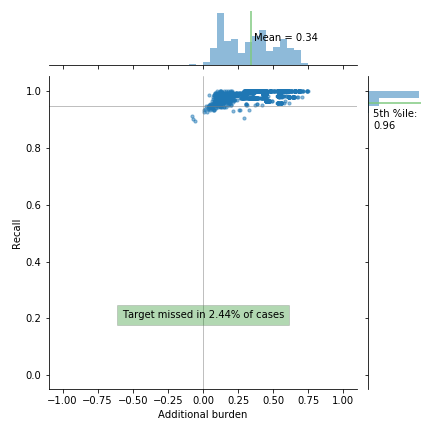 Mean = 0.34
5th %ile:
0.96
1.0
0.8
0.6
0.4
0.2
0.0
Recall
Target missed in 2.44% of cases
−1.00 −0.75 −0.50 −0.25 0.00 0.25 0.50 0.75 1.00
Additional burden